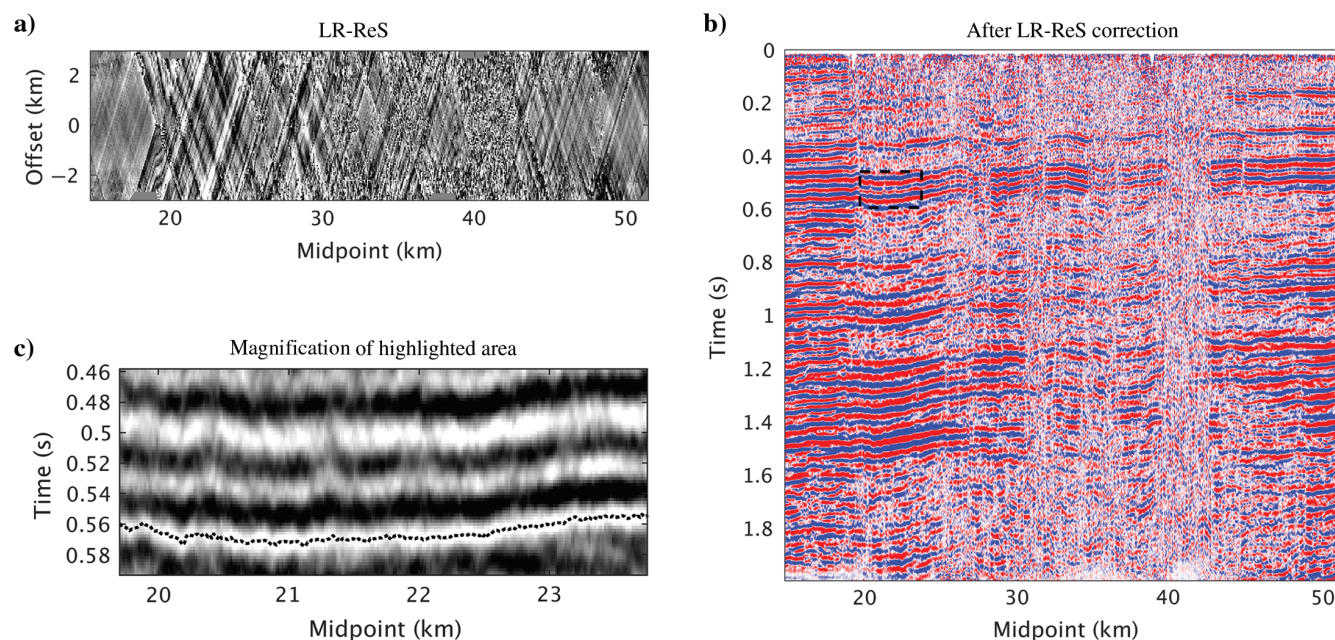 a)
LR-ReS
2
0
−2
Offset (km)
20
30
40
50
Midpoint (km)
b)
After LR-ReS correction
0
0.2
0.4
0.6
0.8
1
1.2
1.4
1.6
1.8
Time (s)
20
30
40
50
Midpoint (km)
c)
Magnification of highlighted area
0.46
0.48
0.5
0.52
0.54
0.56
0.58
Time (s)
20
21
22
23
Midpoint (km)